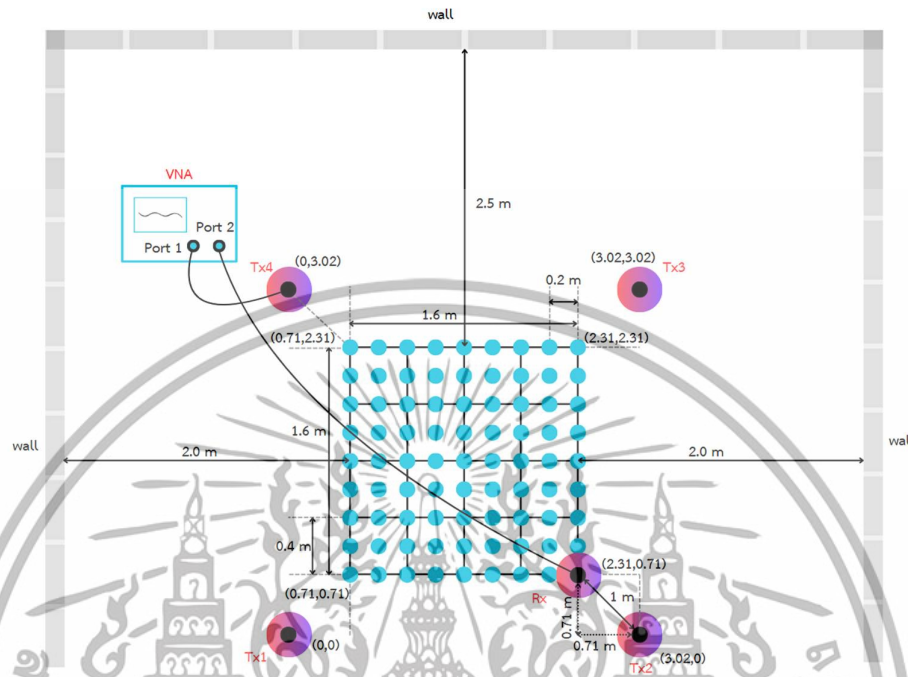 wall
VNA
Port 2
Port 1
2.5 m
Tx4
(0,3.02)
(3.02,3.02)
Tx3
0.2 m
1.6 m
(0.71,2.31)
(2.31,2.31)
1.6 m
wall
2.0 m
2.0 m
wall
0.4 m
(0.71,0.71)
(2.31,0.71)
Rx
0.71 m
1 m
0.71 m
Tx1
(0,0)
Tx2
(3.02,0)